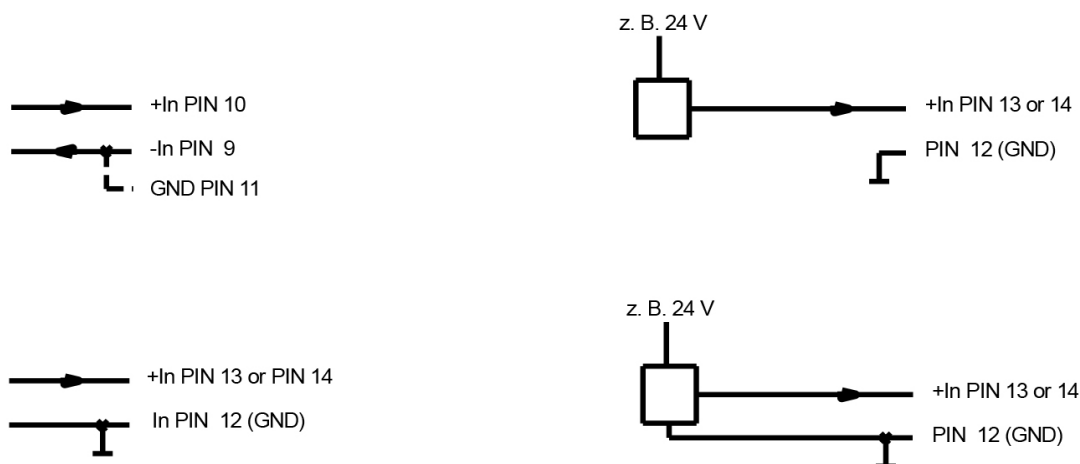 z. B. 24 V
+In PIN 10
-In PIN 9
GND PIN 11
+In PIN 13 or 14
PIN 12 (GND)
z. B. 24 V
+In PIN 13 or PIN 14
In PIN 12 (GND)
+In PIN 13 or 14
PIN 12 (GND)